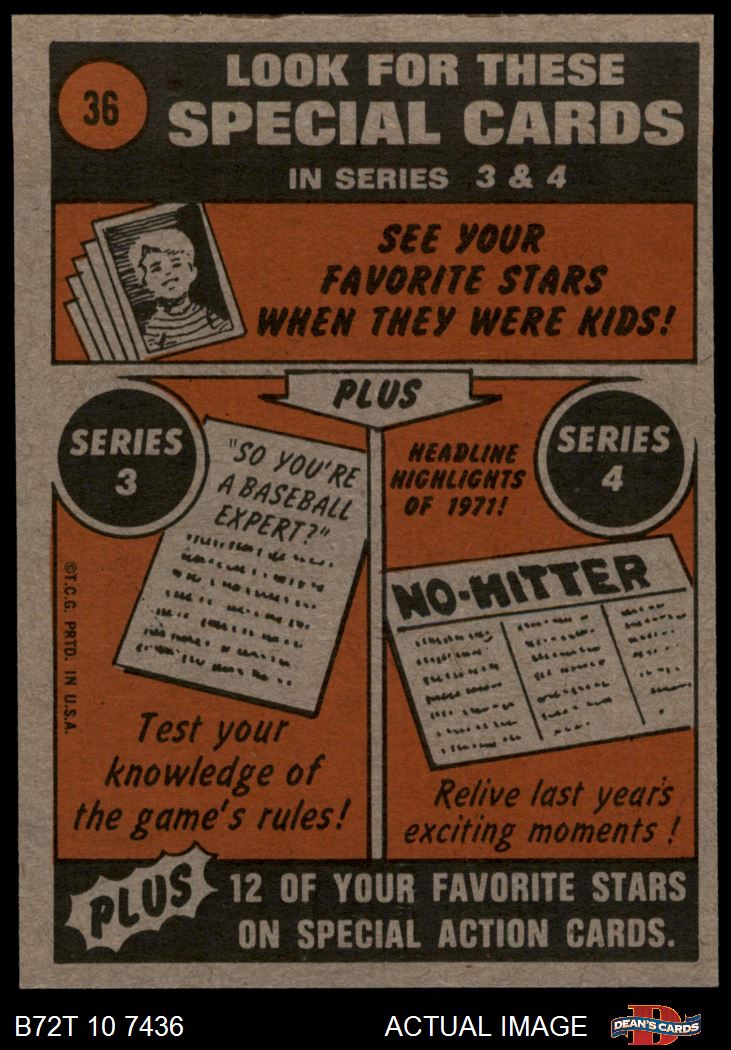 36
LOOK FOR THESE
SPECIAL CARDS
IN SERIES 3 & 4
SEE YOUR
FAVORITE STARS
WHEN THEY WERE KIDS!
PLUS
SERIES
3
"SO YOU'RE
A BASEBALL
EXPERT?"
Test your
knowledge of
the game's rules!
HEADLINE
HIGHLIGHTS
OF 1971!
SERIES
4
NO-HITTER
Relive last year's
exciting moments!
©T.C.G. PRTD. IN U.S.A.
PLUS
12 OF YOUR FAVORITE STARS
ON SPECIAL ACTION CARDS.
B72T 10 7436
ACTUAL IMAGE
D
DEAN'S CARDS